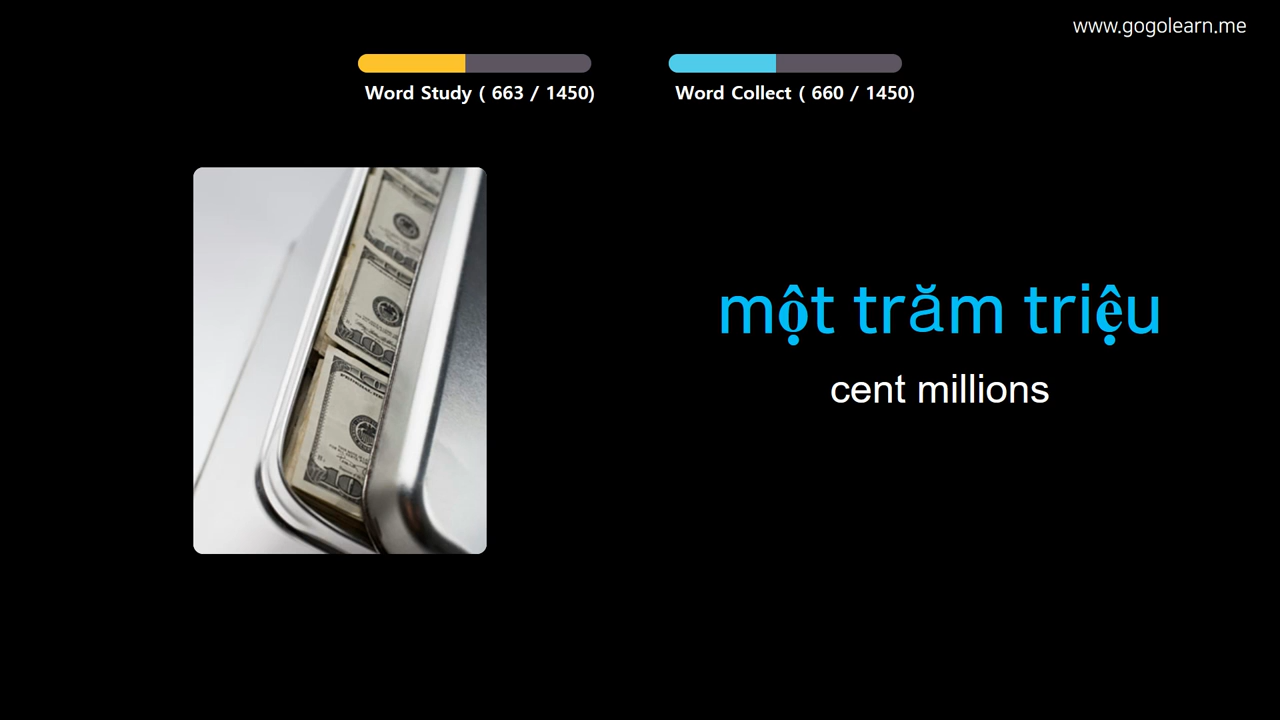 www.gogolearn.me
Word Study ( 663 / 1450)
Word Collect ( 660 / 1450)
một trăm triệu
cent millions